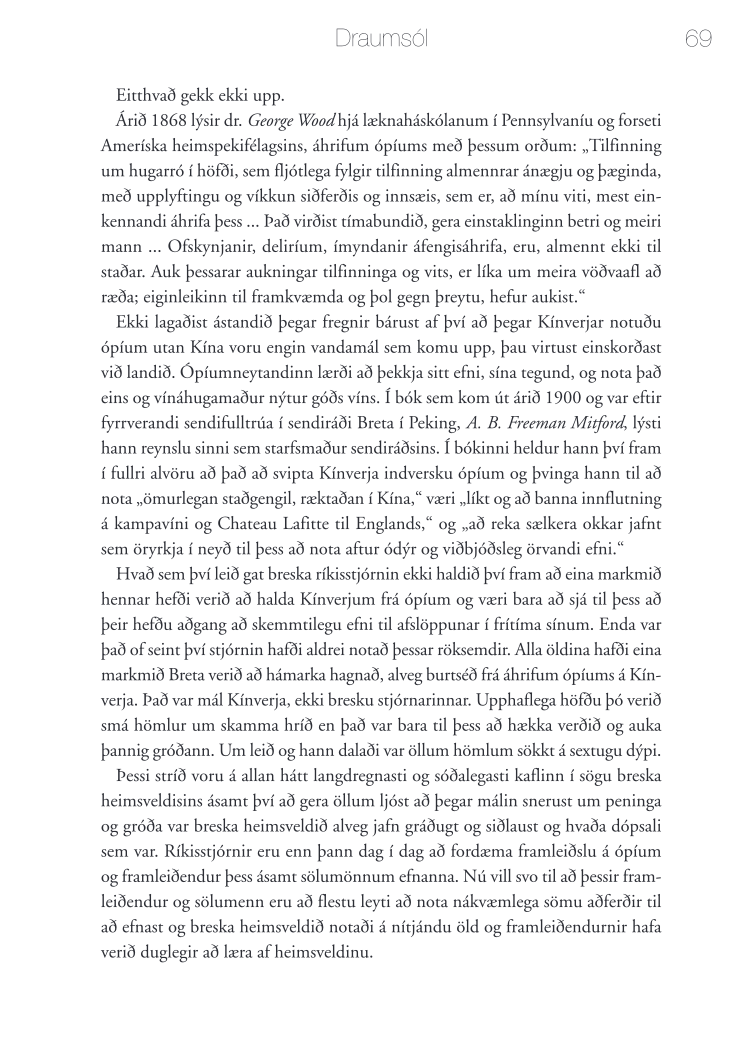 Draumsól 69
Eitthvað gekk ekki upp.
Árið 1868 lýsir dr. George Wood hjá læknaháskólanum í Pennsylvaníu og forseti
Ameríska heimspekifélagsins, áhrifum ópíums með þessum orðum: „Tilfinning
um hugarró í höfði, sem fljótlega fylgir tilfinning almennrar ánægju og þæginda,
með upplyftingu og víkkun siðferðis og innsæis, sem er, að mínu viti, mest ein-
kennandi áhrifa þess ... Það virðist tímabundið, gera einstaklinginn betri og meiri
mann ... Ofskynjanir, deliríum, ímyndanir áfengisáhrifa, eru, almennt ekki til
staðar. Auk þessarar aukningar tilfinninga og vits, er líka um meira vöðvaafl að
ræða; eiginleikinn til framkvæmda og þol gegn þreytu, hefur aukist.“
Ekki lagaðist ástandið þegar fregnir bárust af því að þegar Kínverjar notuðu
ópíum utan Kína voru engin vandamál sem komu upp, þau virtust einskorðast
við landið. Ópíumneytandinn lærði að þekkja sitt efni, sína tegund, og nota það
eins og vínáhugamaður nýtur góðs víns. Í bók sem kom út árið 1900 og var eftir
fyrrverandi sendifulltrúa í sendiráði Breta í Peking, A. B. Freeman Mitford, lýsti
hann reynslu sinni sem starfsmaður sendiráðsins. Í bókinni heldur hann því fram
í fullri alvöru að það að svipta Kínverja indversku ópíum og þvinga hann til að
nota „ömurlegan staðgengil, ræktaðan í Kína,“ væri „líkt og að banna innflutning
á kampavíni og Chateau Lafitte til Englands,“ og „að reka sælkera okkar jafnt
sem öryrkja í neyð til þess að nota aftur ódýr og viðbjóðsleg örvandi efni.“
Hvað sem því leið gat breska ríkisstjórnin ekki haldið því fram að eina markmið
hennar hefði verið að halda Kínverjum frá ópíum og væri bara að sjá til þess að
þeir hefðu aðgang að skemmtilegu efni til afslöppunar í frítíma sínum. Enda var
það of seint því stjórnin hafði aldrei notað þessar röksemdir. Alla öldina hafði eina
markmið Breta verið að hámarka hagnað, alveg burtséð frá áhrifum ópíums á Kín-
verja. Það var mál Kínverja, ekki bresku stjórnarinnar. Upphaflega höfðu þó verið
smá hömlur um skamma hríð en það var bara til þess að hækka verðið og auka
þannig gróðann. Um leið og hann dalaði var öllum hömlum sökkt á sextugu dýpi.
Þessi stríð voru á allan hátt langdregnasti og sóðalegasti kaflinn í sögu breska
heimsveldisins ásamt því að gera öllum ljóst að þegar málin snerust um peninga
og gróða var breska heimsveldið alveg jafn gráðugt og siðlaust og hvaða dópsali
sem var. Ríkisstjórnir eru enn þann dag í dag að fordæma framleiðslu á ópíum
og framleiðendur þess ásamt sölumönnum efnanna. Nú vill svo til að þessir fram-
leiðendur og sölumenn eru að flestu leyti að nota nákvæmlega sömu aðferðir til
að efnast og breska heimsveldið notaði á nítjándu öld og framleiðendurnir hafa
verið duglegir að læra af heimsveldinu.